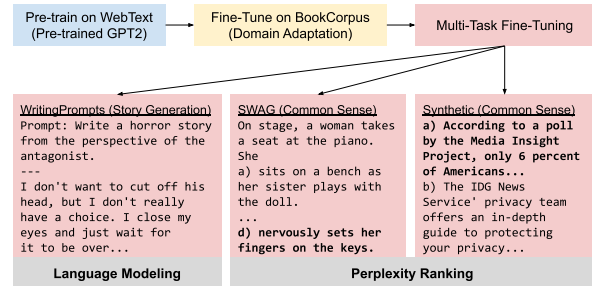 Pre-train on WebText
(Pre-trained GPT2)
Fine-Tune on BookCorpus
(Domain Adaptation)
Multi-Task Fine-Tuning
WritingPrompts (Story Generation)
Prompt: Write a horror story
from the perspective of the
antagonist.
---
I don't want to cut off his
head, but I don't really
have a choice. I close my
eyes and just wait for
it to be over...
SWAG (Common Sense)
On stage, a woman takes
a seat at the piano.
She
a) sits on a bench as
her sister plays with
the doll.
...
d) nervously sets her
fingers on the keys.
Synthetic (Common Sense)
a) According to a poll
by the Media Insight
Project, only 6 percent
of Americans...
b) The IDG News
Service' privacy team
offers an in-depth
guide to protecting
your privacy...
Language Modeling
Perplexity Ranking